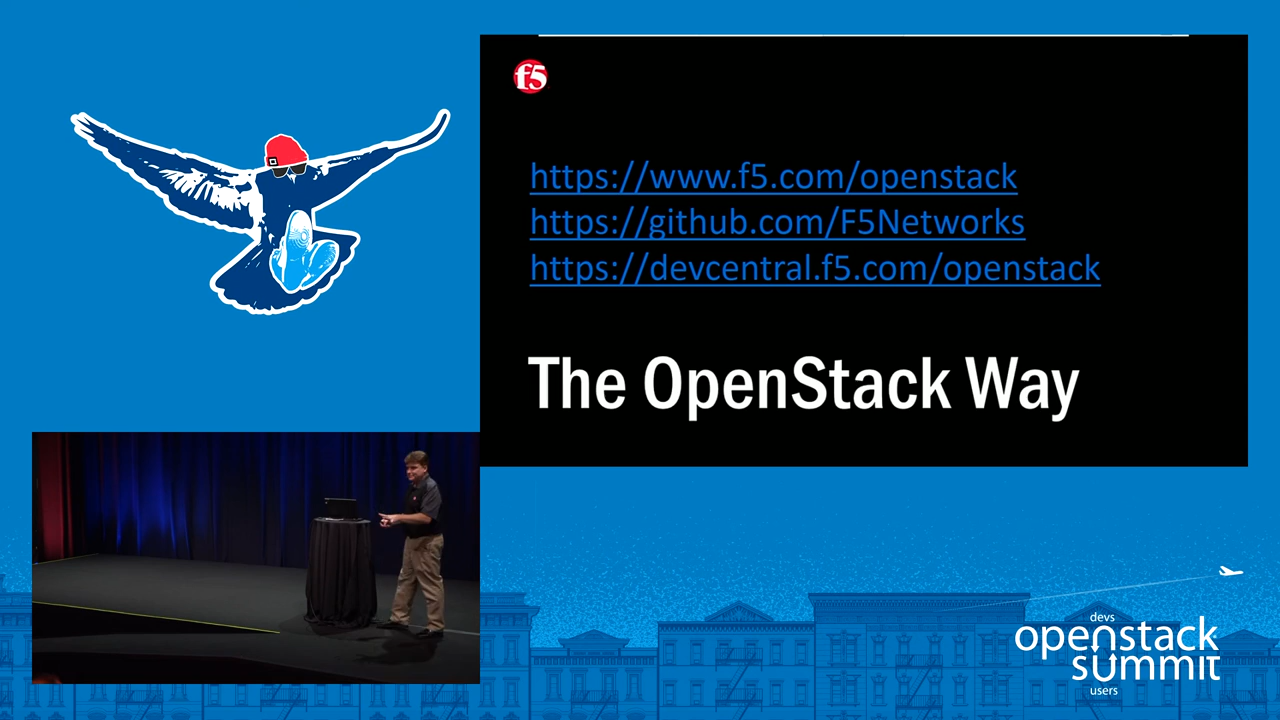 f5
https://www.f5.com/openstack
https://github.com/F5Networks
https://devcentral.f5.com/openstack
The OpenStack Way
devs
openstack
summit
users